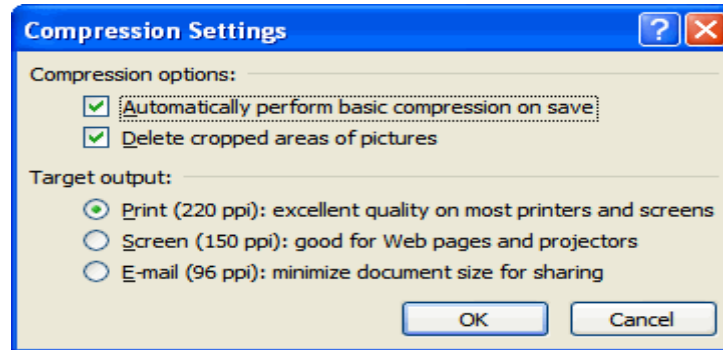 Compression Settings
?
Compression options:
Automatically perform basic compression on save
Delete cropped areas of pictures
Target output:
Print (220 ppi): excellent quality on most printers and screens
Screen (150 ppi): good for Web pages and projectors
E-mail (96 ppi): minimize document size for sharing
OK Cancel